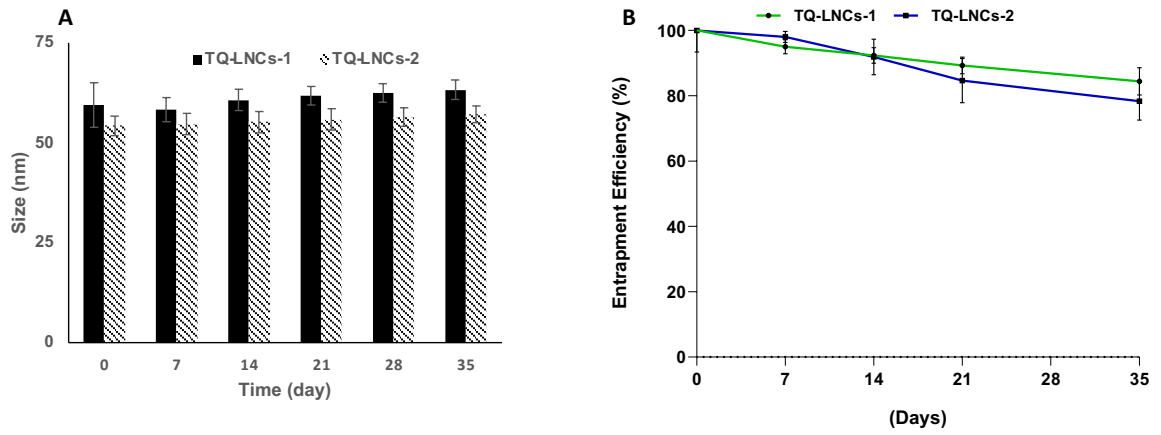 A
75
50
25
0
Size (nm)
TQ-LNCs-1 TQ-LNCs-2
0 7 14 21 28 35
Time (day)
B
TQ-LNCs-1 TQ-LNCs-2
100
80
60
40
20
0
Entrapment Efficiency (%)
0 7 14 21 28 35
(Days)